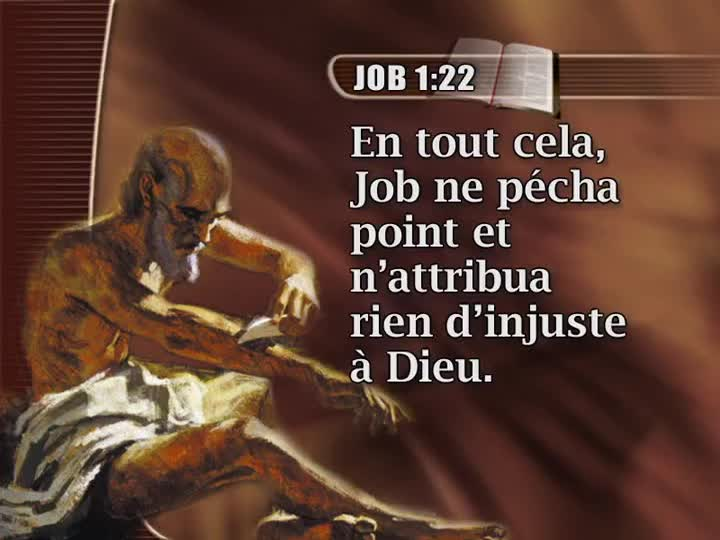 JOB 1:22
En tout cela,
Job ne pécha
point et
n'attribua
rien d'injuste
à Dieu.